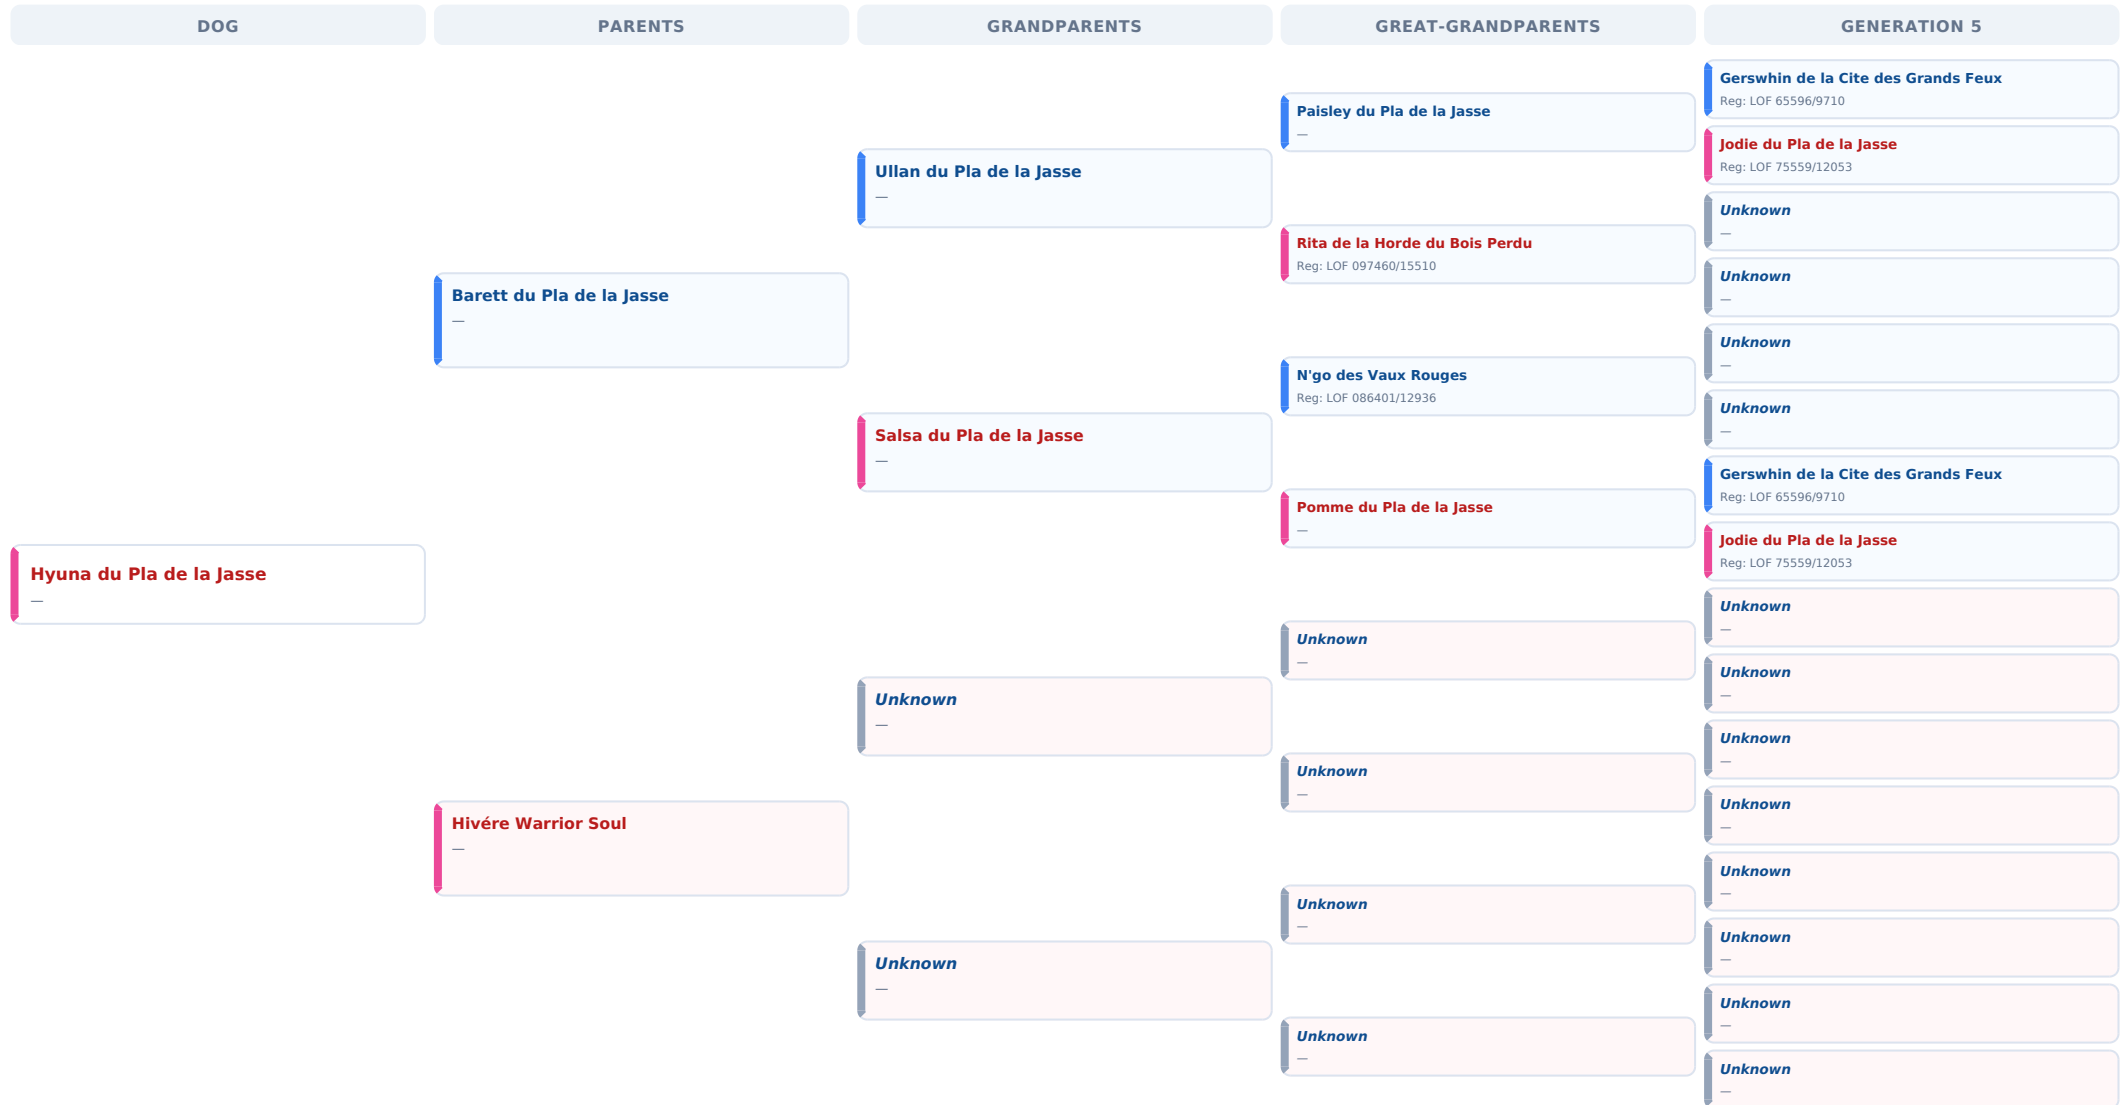 DOG
PARENTS
GRANDPARENTS
GREAT-GRANDPARENTS
GENERATION 5
Hyuna du Pla de la Jasse
—
Barett du Pla de la Jasse
—
Hivére Warrior Soul
—
Ullan du Pla de la Jasse
—
Salsa du Pla de la Jasse
—
Unknown
—
Unknown
—
Paisley du Pla de la Jasse
—
Rita de la Horde du Bois Perdu
Reg: LOF 097460/15510
N'go des Vaux Rouges
Reg: LOF 086401/12936
Pomme du Pla de la Jasse
—
Unknown
—
Unknown
—
Unknown
—
Unknown
—
Gerswhin de la Cite des Grands Feux
Reg: LOF 65596/9710
Jodie du Pla de la Jasse
Reg: LOF 75559/12053
Unknown
—
Unknown
—
Unknown
—
Unknown
—
Gerswhin de la Cite des Grands Feux
Reg: LOF 65596/9710
Jodie du Pla de la Jasse
Reg: LOF 75559/12053
Unknown
—
Unknown
—
Unknown
—
Unknown
—
Unknown
—
Unknown
—
Unknown
—
Unknown
—